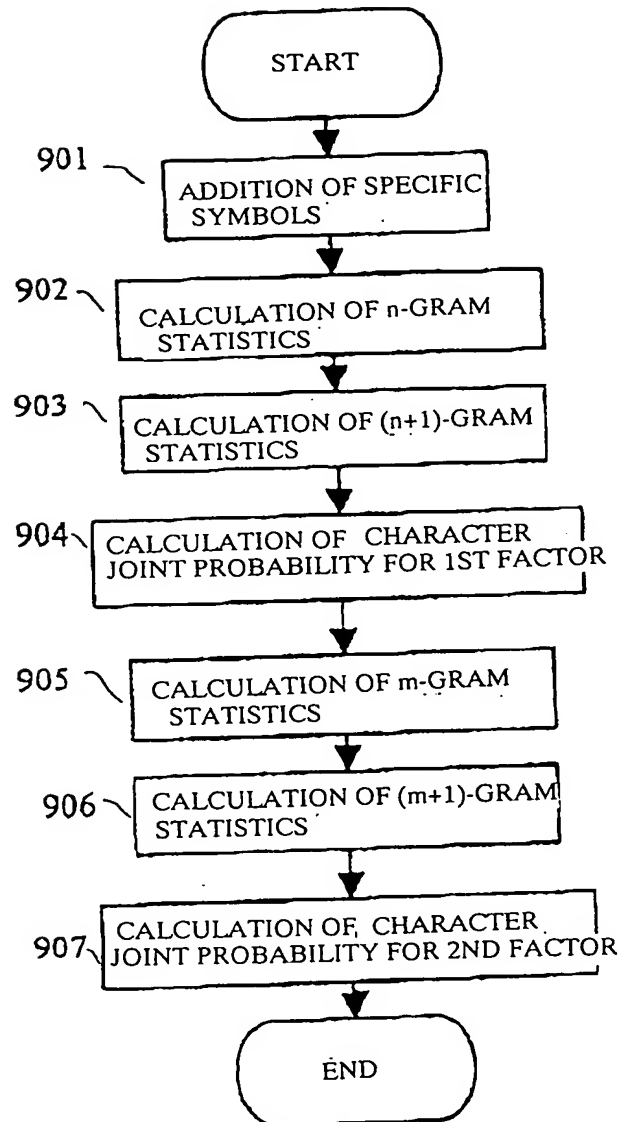 START
901
ADDITION OF SPECIFIC
SYMBOLS
902
CALCULATION OF n-GRAM
STATISTICS
903
CALCULATION OF (n+1)-GRAM
STATISTICS
904
CALCULATION OF CHARACTER
JOINT PROBABILITY FOR 1ST FACTOR
905
CALCULATION OF m-GRAM
STATISTICS
906
CALCULATION OF (m+1)-GRAM
STATISTICS
907
CALCULATION OF CHARACTER
JOINT PROBABILITY FOR 2ND FACTOR
END